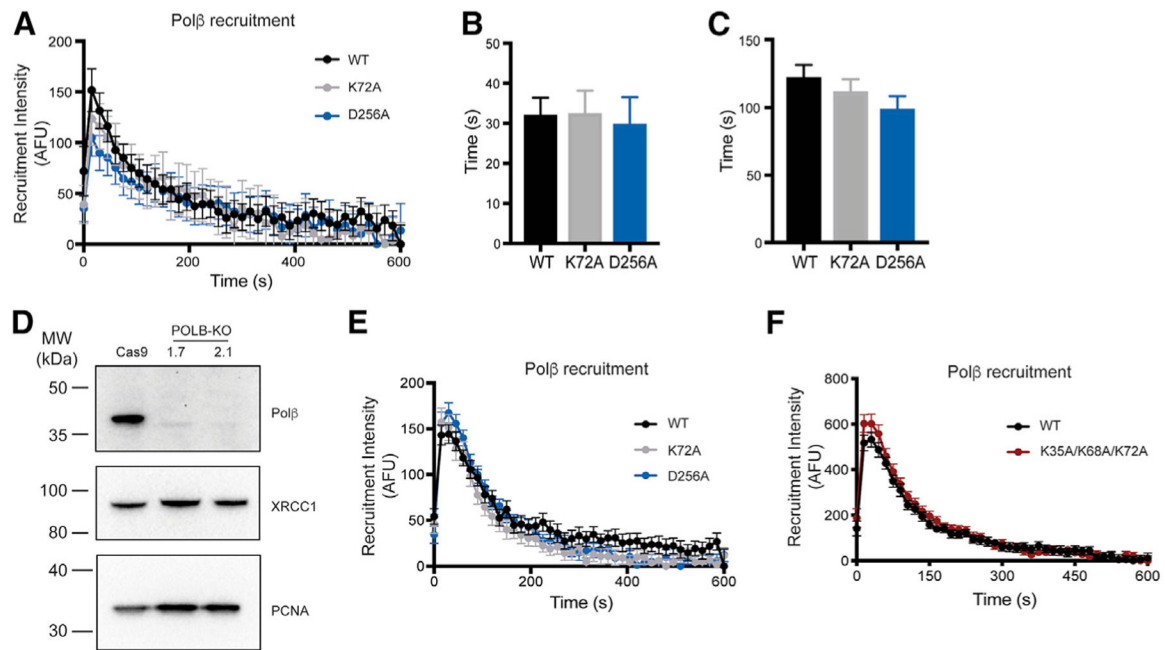 A
Polβ recruitment
Recruitment Intensity
(AFU)
200
150
100
50
0
0
200
400
600
Time (s)
WT
K72A
D256A
B
Time (s)
50
40
30
20
10
0
WT K72A D256A
C
Time (s)
150
100
50
0
WT K72A D256A
D
MW
(kDa)
POLB-KO
Cas9 1.7 2.1
50
35
Polβ
100
80
XRCC1
40
30
PCNA
E
Polβ recruitment
Recruitment Intensity
(AFU)
200
150
100
50
0
0
200
400
600
Time (s)
WT
K72A
D256A
F
Polβ recruitment
Recruitment Intensity
(AFU)
800
600
400
200
0
0
150
300
450
600
Time (s)
WT
K35A/K68A/K72A